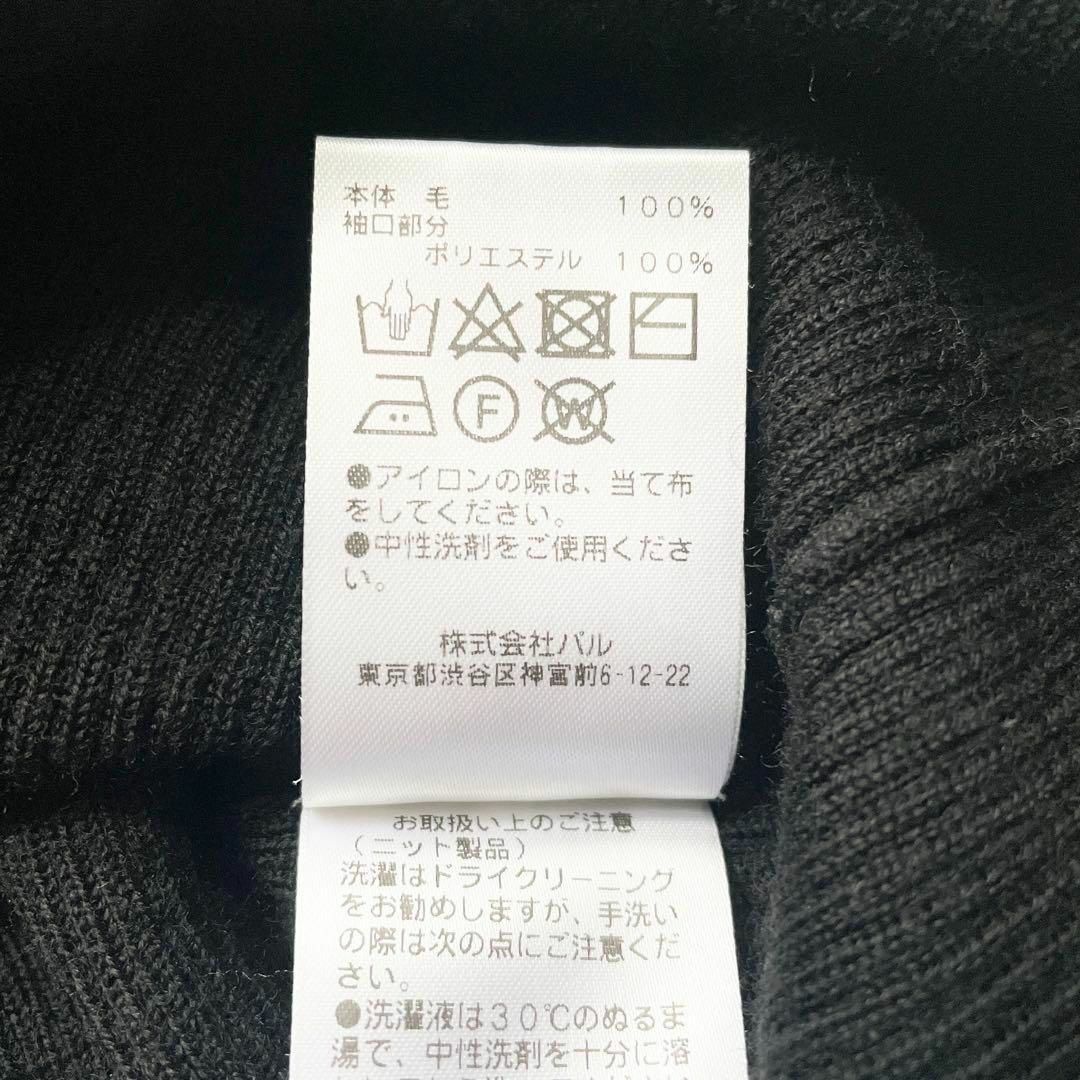 本体 毛 100%
袖口部分
ポリエステル 100%
F
W
●アイロンの際は、当て布
をしてください。
●中性洗剤をご使用くださ
い。
株式会社パル
東京都渋谷区神宮前6-12-22
お取扱い上のご注意
(ニット製品)
洗濯はドライクリーニング
をお勧めしますが、手洗い
の際は次の点にご注意くだ
さい。
●洗濯液は30℃のぬるま
湯で、中性洗剤を十分に溶